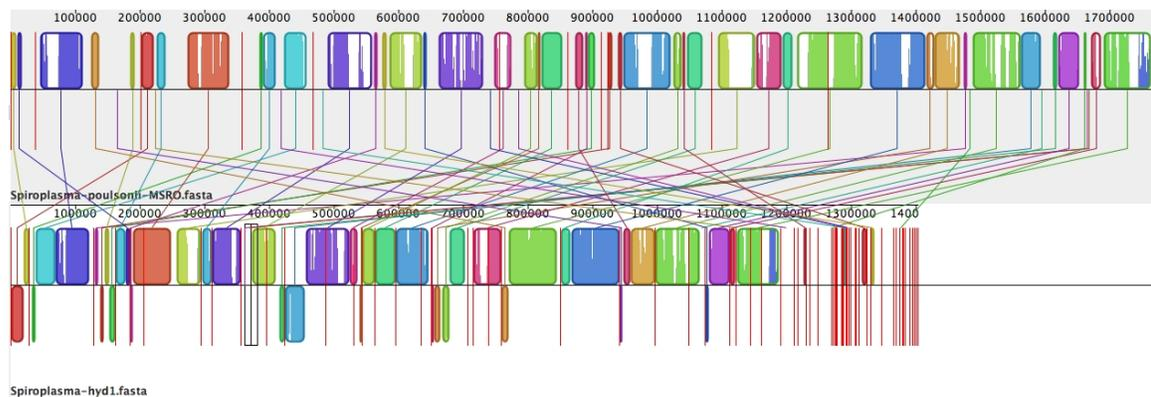 100000 200000 300000 400000 500000 600000 700000 800000 900000 1000000 1100000 1200000 1300000 1400000 1500000 1600000 1700000
Spiroplasma-poulsonii-MSRO.fasta
100000 200000 300000 400000 500000 600000 700000 800000 900000 1000000 1100000 1200000 1300000 1400
Spiroplasma-hyd1.fasta